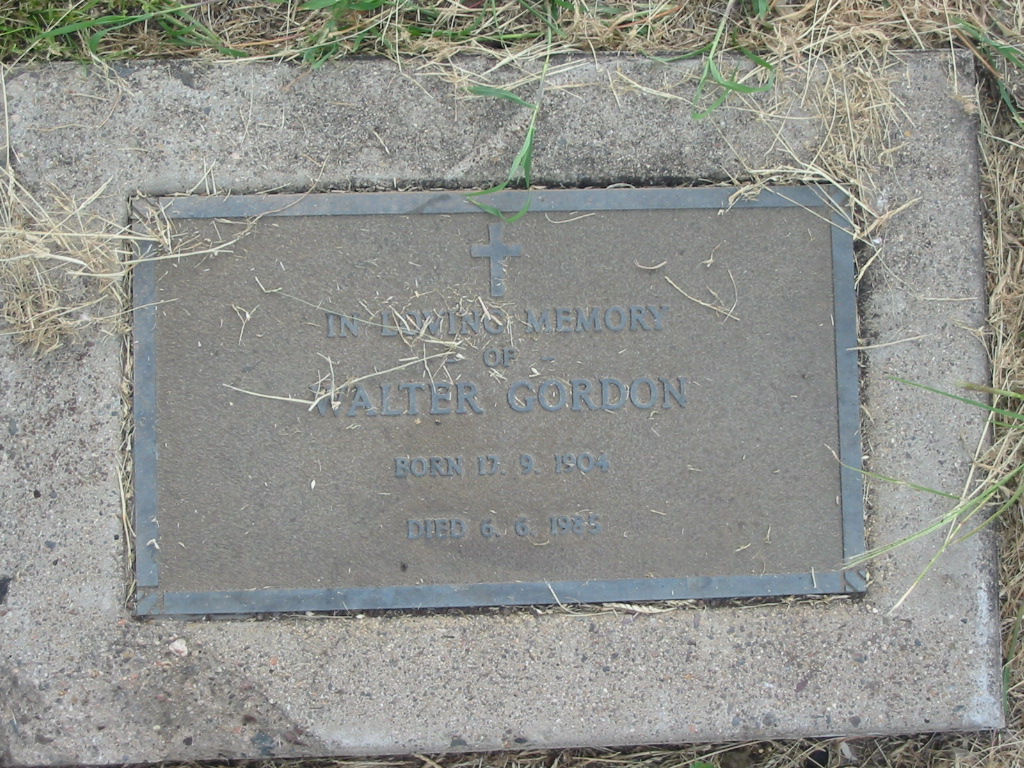 IN LOVING MEMORY
- OF -
WALTER GORDON
BORN 17. 9. 1904
DIED 6. 6. 1985